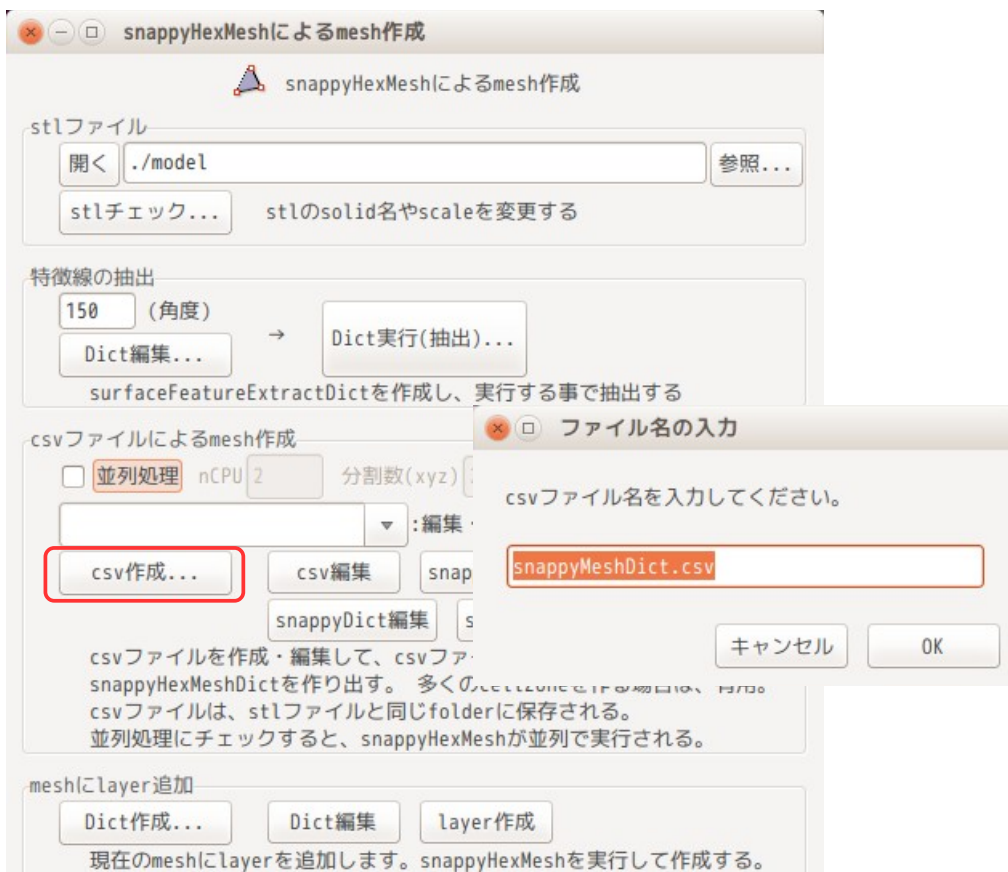 snappyHexMeshによるmesh作成
snappyHexMeshによるmesh作成
stlファイル
開く ./model 参照...
stlチェック... stlのsolid名やscaleを変更する
特徴線の抽出
150 (角度)
→ Dict実行(抽出)...
Dict編集...
surfaceFeatureExtractDictを作成し、実行する事で抽出する
csvファイルによるmesh作成
並列処理 nCPU 2 分割数(xyz)
:編集・
csv作成... csv編集 snap
snappyDict編集 s
csvファイルを作成・編集して、csvファ
snappyHexMeshDictを作り出す。 多くのcellzoneを作る場合は、有用。
csvファイルは、stlファイルと同じfolderに保存される。
並列処理にチェックすると、snappyHexMeshが並列で実行される。
ファイル名の入力
csvファイル名を入力してください。
snappyMeshDict.csv
キャンセル OK
meshにlayer追加
Dict作成... Dict編集 layer作成
現在のmeshにlayerを追加します。snappyHexMeshを実行して作成する。